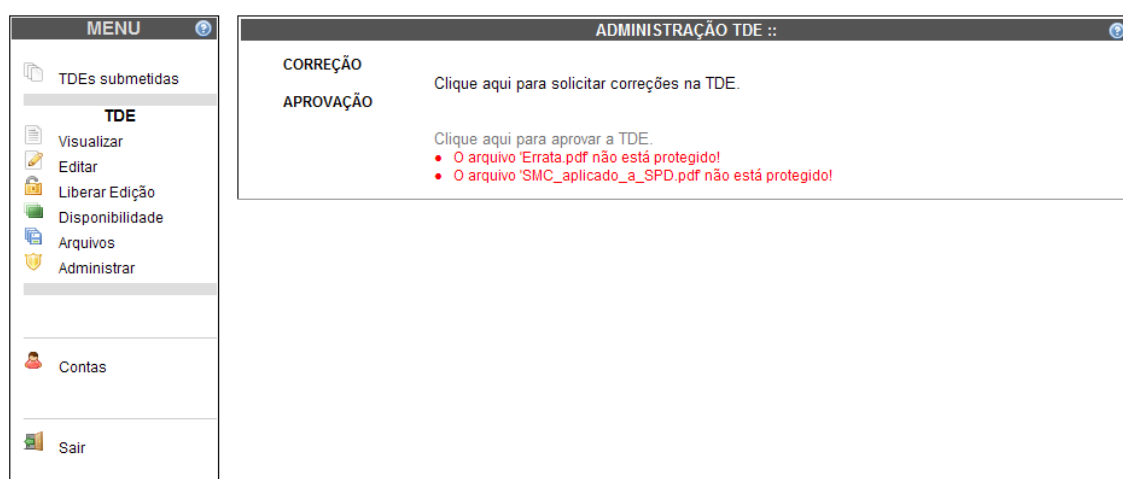 MENU
TDEs submetidas
TDE
Visualizar
Editar
Liberar Edição
Disponibilidade
Arquivos
Administrar
Contas
Sair
ADMINISTRAÇÃO TDE ::
CORREÇÃO
Clique aqui para solicitar correções na TDE.
APROVAÇÃO
Clique aqui para aprovar a TDE.
• O arquivo 'Errata.pdf' não está protegido!
• O arquivo 'SMC_aplicado_a_SPD.pdf' não está protegido!